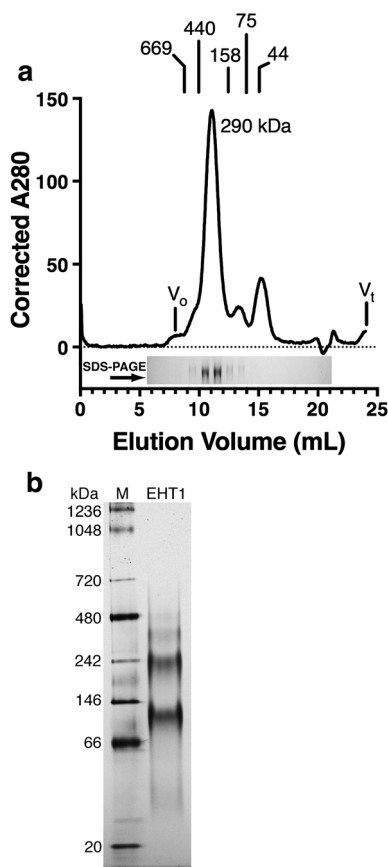 75
440
669
158
44
a
150
290 kDa
100
Corrected A280
50
Vo
Vt
0
SDS-PAGE
0 5 10 15 20 25
Elution Volume (mL)
b
kDa M EHT1
1236
1048
720
480
242
146
66
20